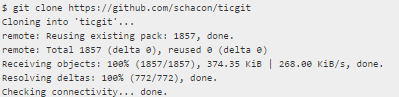 $ git clone https://github.com/schacon/ticgit
Cloning into 'ticgit'...
remote: Reusing existing pack: 1857, done.
remote: Total 1857 (delta 0), reused 0 (delta 0)
Receiving objects: 100% (1857/1857), 374.35 KiB | 268.00 KiB/s, done.
Resolving deltas: 100% (772/772), done.
Checking connectivity... done.